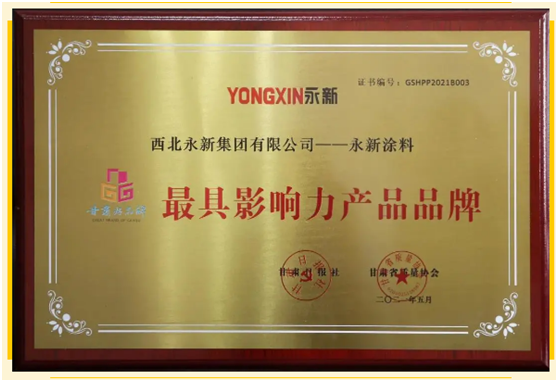 证书编号：GSHPP2021B003
YONGXIN永新
西北永新集团有限公司——永新涂料
最具影响力产品品牌
甘肃日报社
甘肃省质量协会
二〇二一年五月